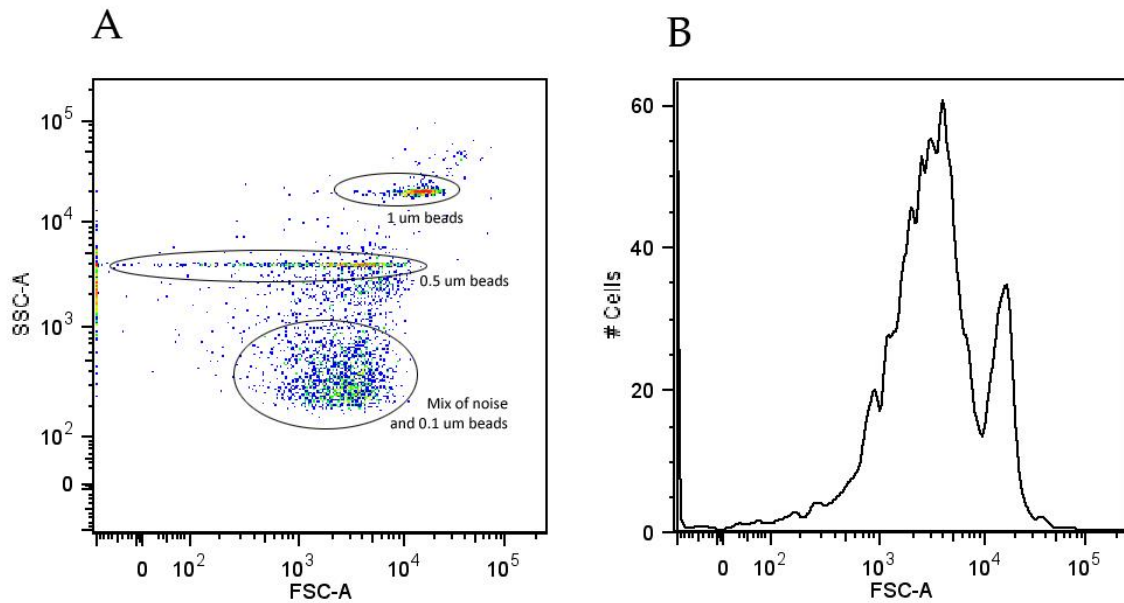 A
B
10^5
10^4
10^3
10^2
0
SSC-A
1 um beads
0.5 um beads
Mix of noise
and 0.1 um beads
0
10^2
10^3
10^4
10^5
FSC-A
60
40
20
0
# Cells
0
10^2
10^3
10^4
10^5
FSC-A